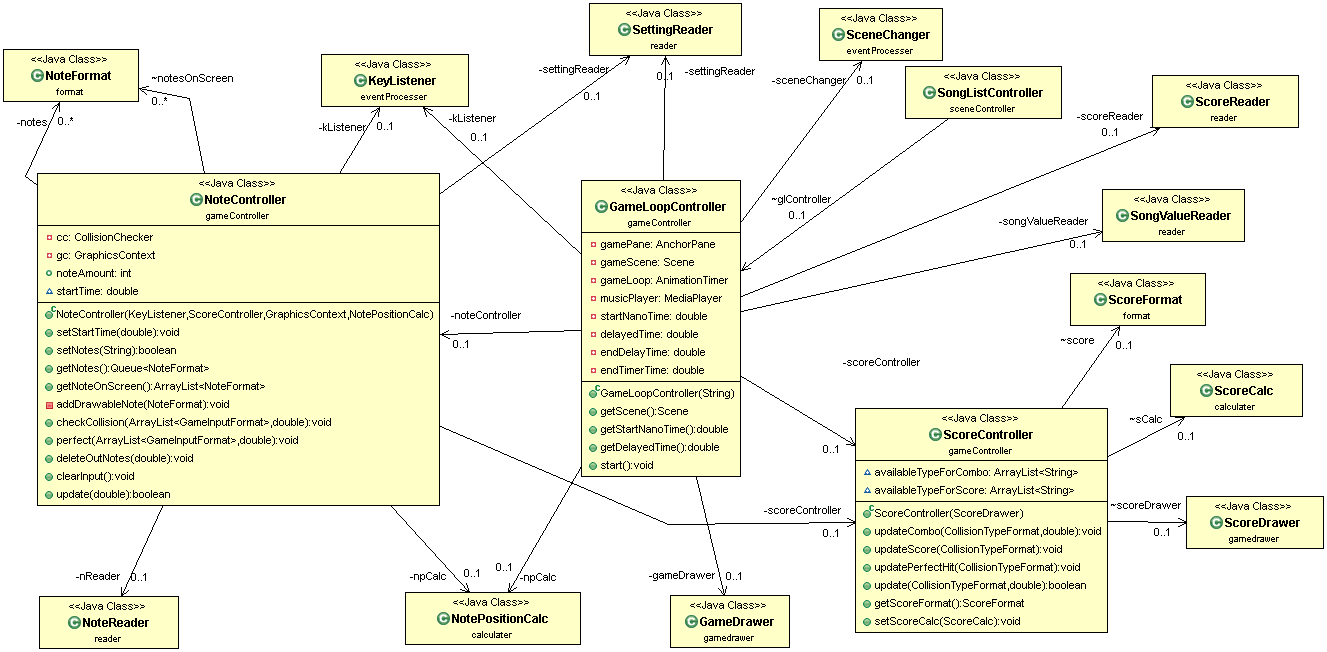 <<Java Class>>
NoteFormat
format
<<Java Class>>
KeyListener
eventProcesser
<<Java Class>>
SettingReader
reader
<<Java Class>>
SceneChanger
eventProcesser
<<Java Class>>
SongListController
sceneController
<<Java Class>>
ScoreReader
reader
~notesOnScreen
0..*
-notes
0..*
-kListener
0..1
-kListener
0..1
-settingReader
0..1
-settingReader
0..1
-sceneChanger
0..1
~glController
0..1
-scoreReader
0..1
<<Java Class>>
NoteController
gameController
cc: CollisionChecker
gc: GraphicsContext
noteAmount: int
startTime: double
NoteController(KeyListener,ScoreController,GraphicsContext,NotePositionCalc)
setStartTime(double):void
setNotes(String):boolean
getNotes():Queue<NoteFormat>
getNoteOnScreen():ArrayList<NoteFormat>
addDrawableNote(NoteFormat):void
checkCollision(ArrayList<GameInputFormat>,double):void
perfect(ArrayList<GameInputFormat>,double):void
deleteOutNotes(double):void
clearInput():void
update(double):boolean
<<Java Class>>
GameLoopController
gameController
gamePane: AnchorPane
gameScene: Scene
gameLoop: AnimationTimer
musicPlayer: MediaPlayer
startNanoTime: double
delayedTime: double
endDelayTime: double
endTimerTime: double
GameLoopController(String)
getScene():Scene
getStartNanoTime():double
getDelayedTime():double
start():void
<<Java Class>>
SongValueReader
reader
-songValueReader
0..1
<<Java Class>>
ScoreFormat
format
~score
0..1
-noteController
0..1
-scoreController
0..1
<<Java Class>>
ScoreCalc
calculater
~sCalc
0..1
<<Java Class>>
ScoreController
gameController
availableTypeForCombo: ArrayList<String>
availableTypeForScore: ArrayList<String>
ScoreController(ScoreDrawer)
updateCombo(CollisionTypeFormat,double):void
updateScore(CollisionTypeFormat):void
updatePerfectHit(CollisionTypeFormat):void
update(CollisionTypeFormat,double):boolean
getScoreFormat():ScoreFormat
setScoreCalc(ScoreCalc):void
~scoreDrawer
0..1
<<Java Class>>
ScoreDrawer
gamedrawer
-scoreController
0..1
-nReader
0..1
-npCalc
0..1
0..1
-npCalc
-gameDrawer
0..1
<<Java Class>>
NoteReader
reader
<<Java Class>>
NotePositionCalc
calculater
<<Java Class>>
GameDrawer
gamedrawer